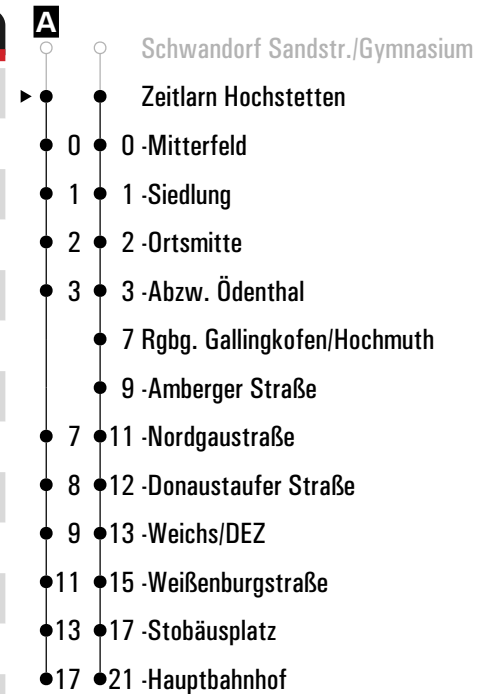 A
Schwandorf Sandstr./Gymnasium
Zeitlarn Hochstetten
0 0 -Mitterfeld
1 1 -Siedlung
2 2 -Ortsmitte
3 3 -Abzw. Ödenthal
7 Rgbg. Gallingkofen/Hochmuth
9 -Amberger Straße
7 11 -Nordgaustraße
8 12 -Donaustaufer Straße
9 13 -Weichs/DEZ
11 15 -Weißenburgstraße
13 17 -Stobäusplatz
17 21 -Hauptbahnhof